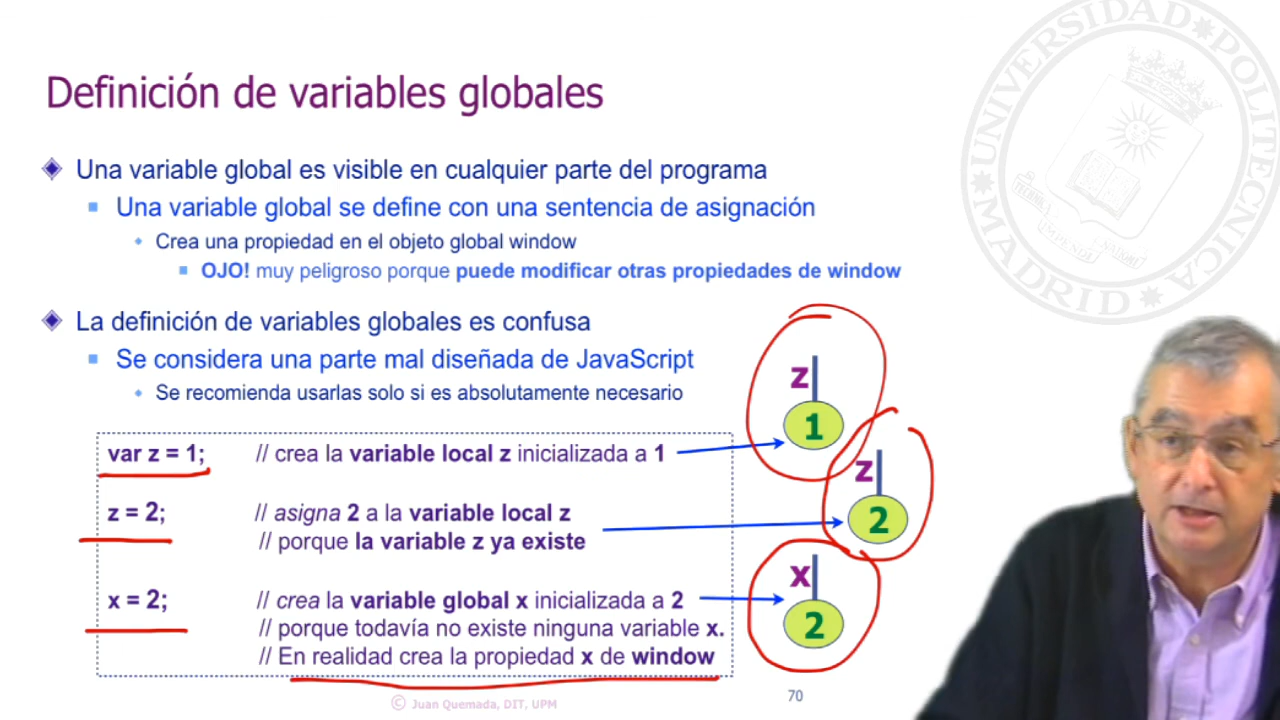 Definición de variables globales
UNIVERSIDAD POLITÉCNICA
MADRID
Una variable global es visible en cualquier parte del programa
Una variable global se define con una sentencia de asignación
Crea una propiedad en el objeto global window
OJO! muy peligroso porque puede modificar otras propiedades de window
La definición de variables globales es confusa
Se considera una parte mal diseñada de JavaScript
Se recomienda usarlas solo si es absolutamente necesario
z
1
var z = 1; // crea la variable local z inicializada a 1
z
2
z = 2; // asigna 2 a la variable local z
// porque la variable z ya existe
x
2
x = 2; // crea la variable global x inicializada a 2
// porque todavía no existe ninguna variable x.
// En realidad crea la propiedad x de window
© Juan Quemada, DIT, UPM
70